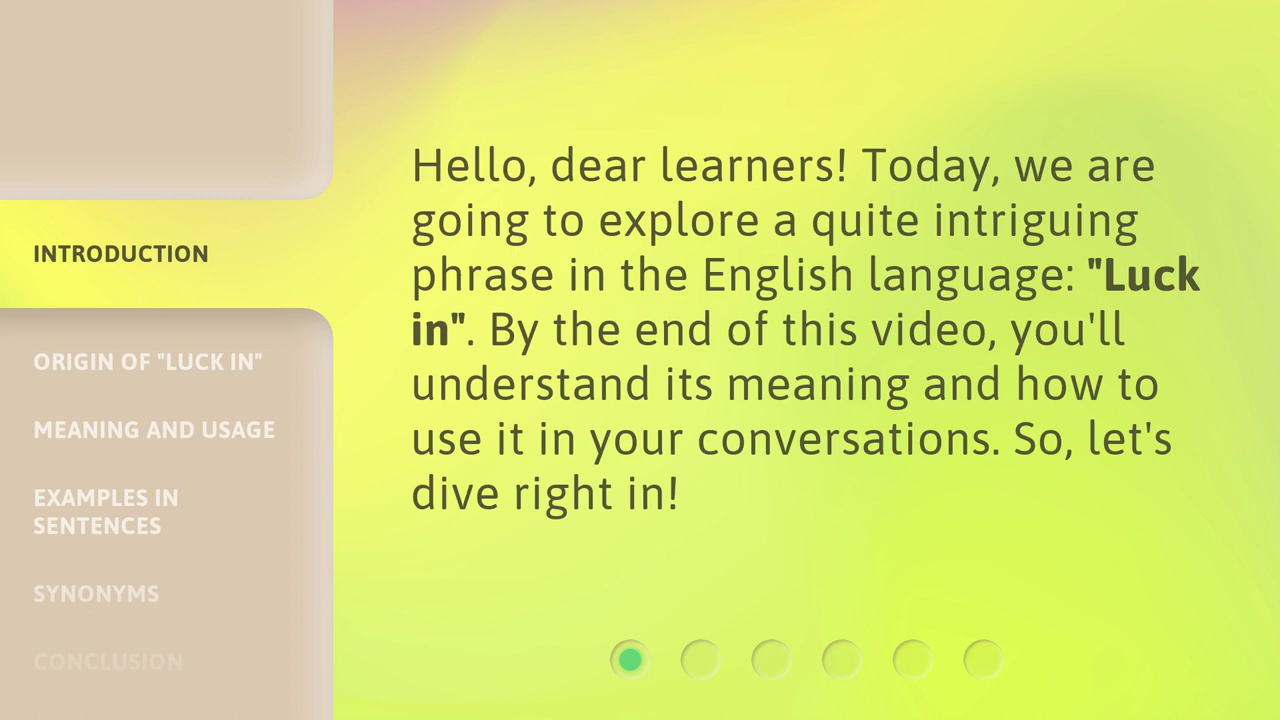 INTRODUCTION
ORIGIN OF "LUCK IN"
MEANING AND USAGE
EXAMPLES IN
SENTENCES
SYNONYMS
CONCLUSION
Hello, dear learners! Today, we are
going to explore a quite intriguing
phrase in the English language: "Luck
in". By the end of this video, you'll
understand its meaning and how to
use it in your conversations. So, let's
dive right in!